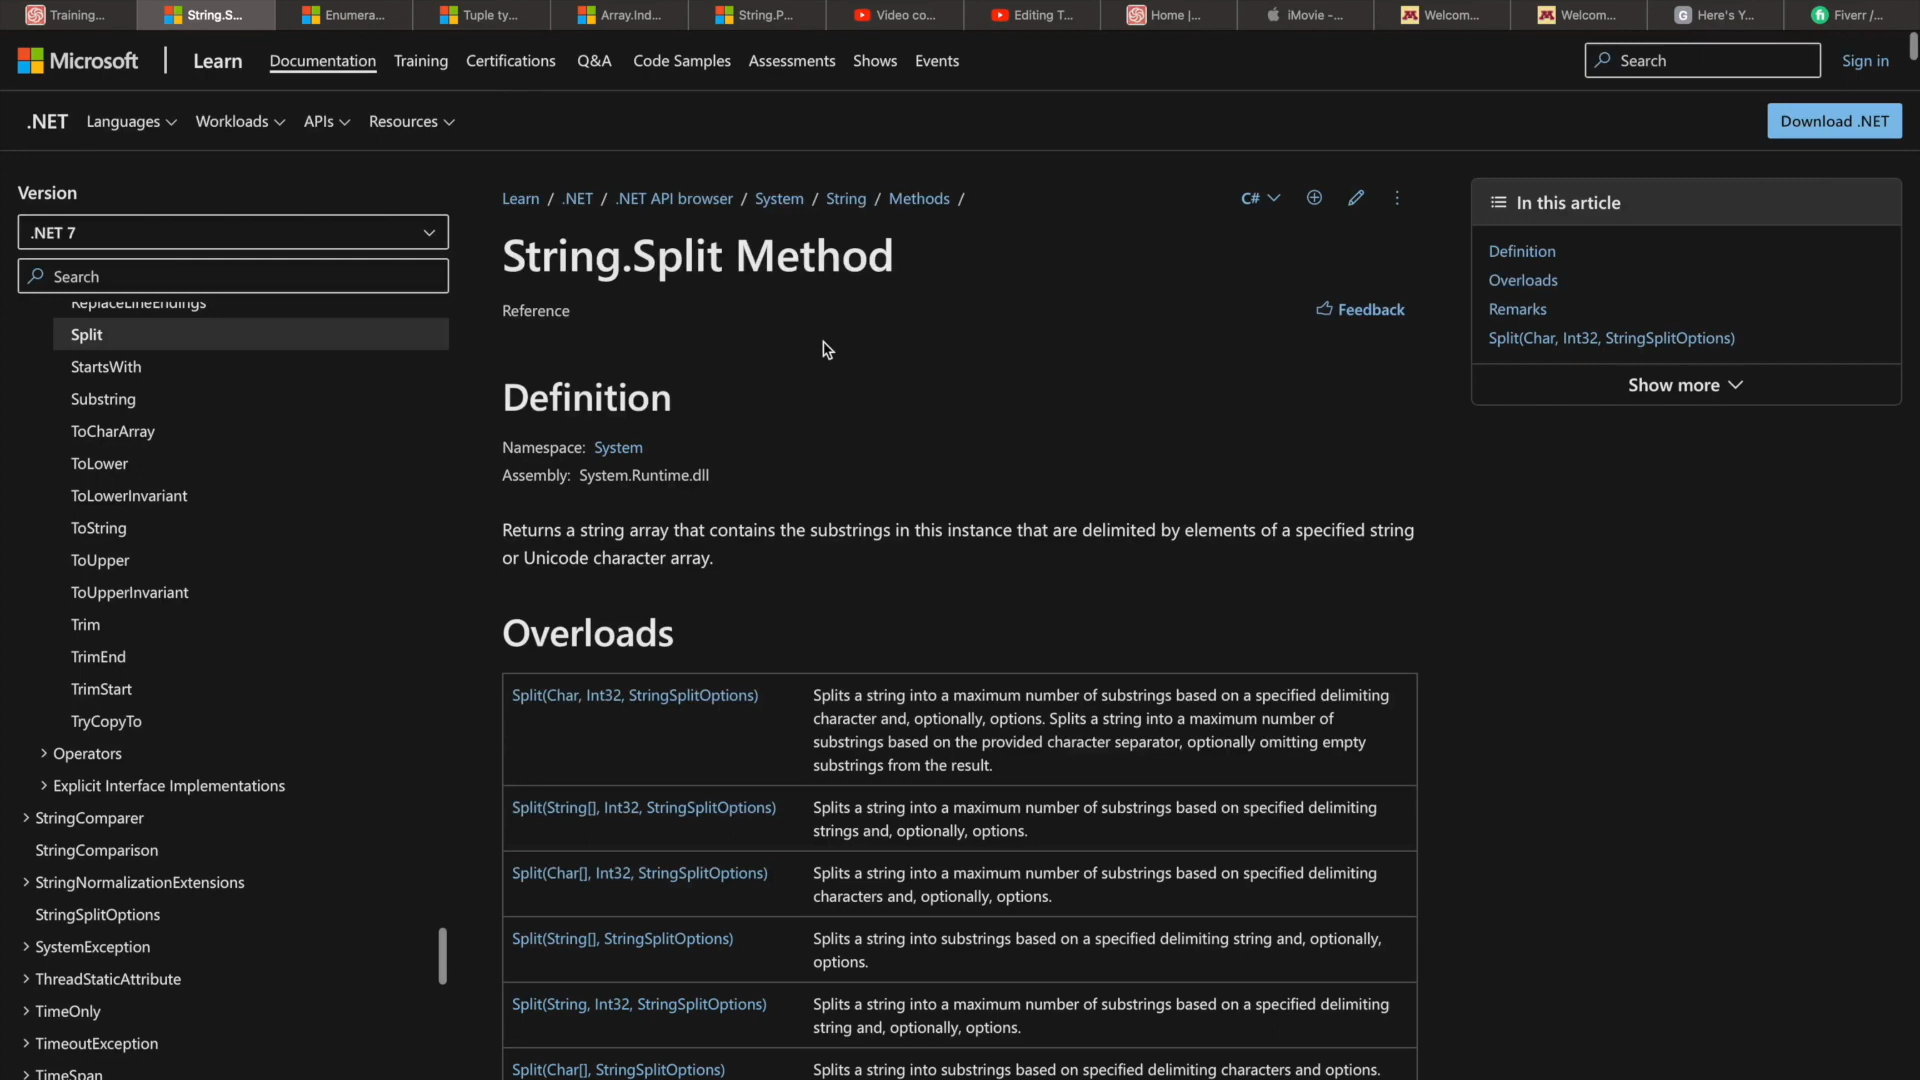 Training...
String.S...
Enumera...
Tuple ty...
Array.Ind...
String.P...
Video co...
Editing T...
Home |...
iMovie -...
Welcom...
Welcom...
Here's Y...
Fiverr /...
Microsoft
Learn
Documentation
Training
Certifications
Q&A
Code Samples
Assessments
Shows
Events
Search
Sign in
.NET
Languages
Workloads
APIs
Resources
Download .NET
Version
.NET 7
Search
ReplaceLineEndings
Split
StartsWith
Substring
ToCharArray
ToLower
ToLowerInvariant
ToString
ToUpper
ToUpperInvariant
Trim
TrimEnd
TrimStart
TryCopyTo
Operators
Explicit Interface Implementations
StringComparer
StringComparison
StringNormalizationExtensions
StringSplitOptions
SystemException
ThreadStaticAttribute
TimeOnly
TimeoutException
TimeSpan
Learn / .NET / .NET API browser / System / String / Methods /
C#
String.Split Method
Reference
Feedback
Definition
Namespace: System
Assembly: System.Runtime.dll
Returns a string array that contains the substrings in this instance that are delimited by elements of a specified string
or Unicode character array.
Overloads
Split(Char, Int32, StringSplitOptions)
Splits a string into a maximum number of substrings based on a specified delimiting
character and, optionally, options. Splits a string into a maximum number of
substrings based on the provided character separator, optionally omitting empty
substrings from the result.
Split(String[], Int32, StringSplitOptions)
Splits a string into a maximum number of substrings based on specified delimiting
strings and, optionally, options.
Split(Char[], Int32, StringSplitOptions)
Splits a string into a maximum number of substrings based on specified delimiting
characters and, optionally, options.
Split(String[], StringSplitOptions)
Splits a string into substrings based on a specified delimiting string and, optionally,
options.
Split(String, Int32, StringSplitOptions)
Splits a string into a maximum number of substrings based on a specified delimiting
string and, optionally, options.
Split(Char[], StringSplitOptions)
Splits a string into substrings based on specified delimiting characters and options.
In this article
Definition
Overloads
Remarks
Split(Char, Int32, StringSplitOptions)
Show more